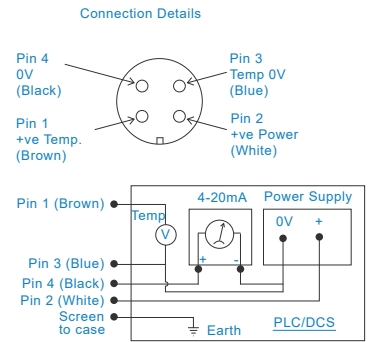 Connection Details
Pin 4
0V
(Black)
Pin 3
Temp 0V
(Blue)
Pin 1
+ve Temp.
(Brown)
Pin 2
+ve Power
(White)
Pin 1 (Brown)
Temp
V
4-20mA
+ -
Power Supply
0V +
Pin 3 (Blue)
Pin 4 (Black)
Pin 2 (White)
Screen
to case
Earth
PLC/DCS